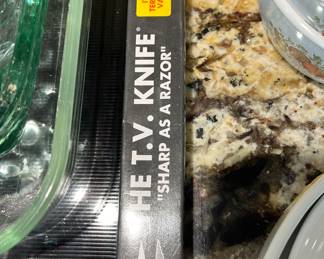 HE T.V. KNIFE®
"SHARP AS A RAZOR"